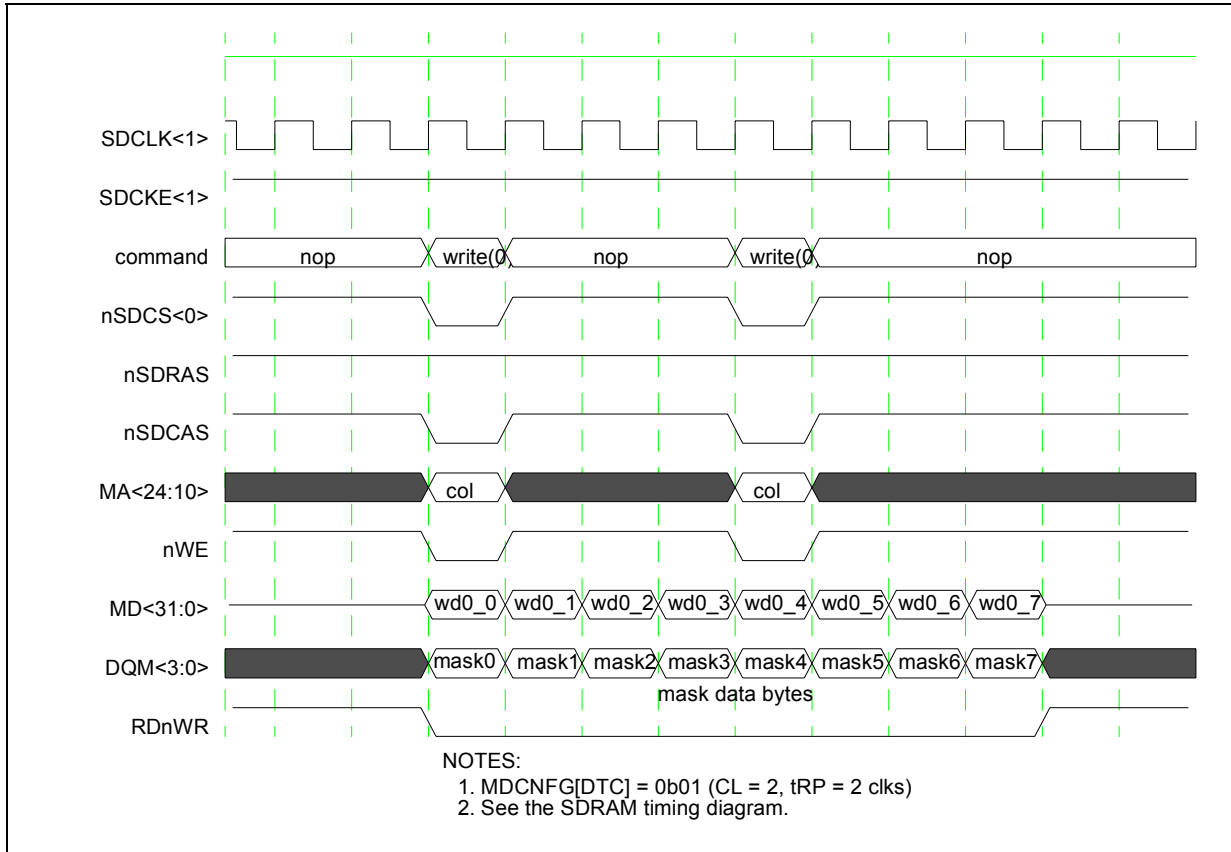 SDCLK<1>
SDCKE<1>
command nop write(0) nop write(0) nop
nSDCS<0>
nSDRAS
nSDCAS
MA<24:10> col col
nWE
MD<31:0> wd0_0 wd0_1 wd0_2 wd0_3 wd0_4 wd0_5 wd0_6 wd0_7
DQM<3:0> mask0 mask1 mask2 mask3 mask4 mask5 mask6 mask7
mask data bytes
RDnWR
NOTES:
1. MDCNFG[DTC] = 0b01 (CL = 2, tRP = 2 clks)
2. See the SDRAM timing diagram.